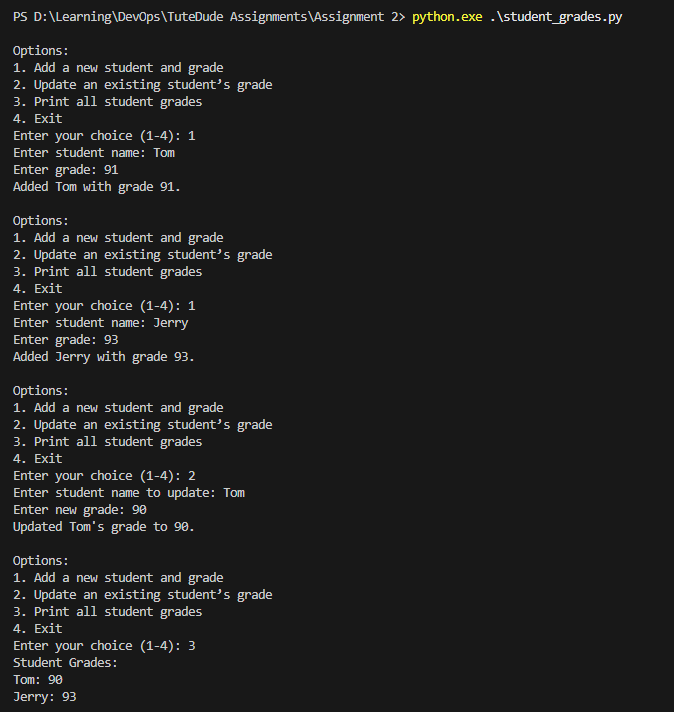 PS D:\Learning\DevOps\TuteDude Assignments\Assignment 2> python.exe .\student_grades.py
Options:
1. Add a new student and grade
2. Update an existing student’s grade
3. Print all student grades
4. Exit
Enter your choice (1-4): 1
Enter student name: Tom
Enter grade: 91
Added Tom with grade 91.
Options:
1. Add a new student and grade
2. Update an existing student’s grade
3. Print all student grades
4. Exit
Enter your choice (1-4): 1
Enter student name: Jerry
Enter grade: 93
Added Jerry with grade 93.
Options:
1. Add a new student and grade
2. Update an existing student’s grade
3. Print all student grades
4. Exit
Enter your choice (1-4): 2
Enter student name to update: Tom
Enter new grade: 90
Updated Tom's grade to 90.
Options:
1. Add a new student and grade
2. Update an existing student’s grade
3. Print all student grades
4. Exit
Enter your choice (1-4): 3
Student Grades:
Tom: 90
Jerry: 93